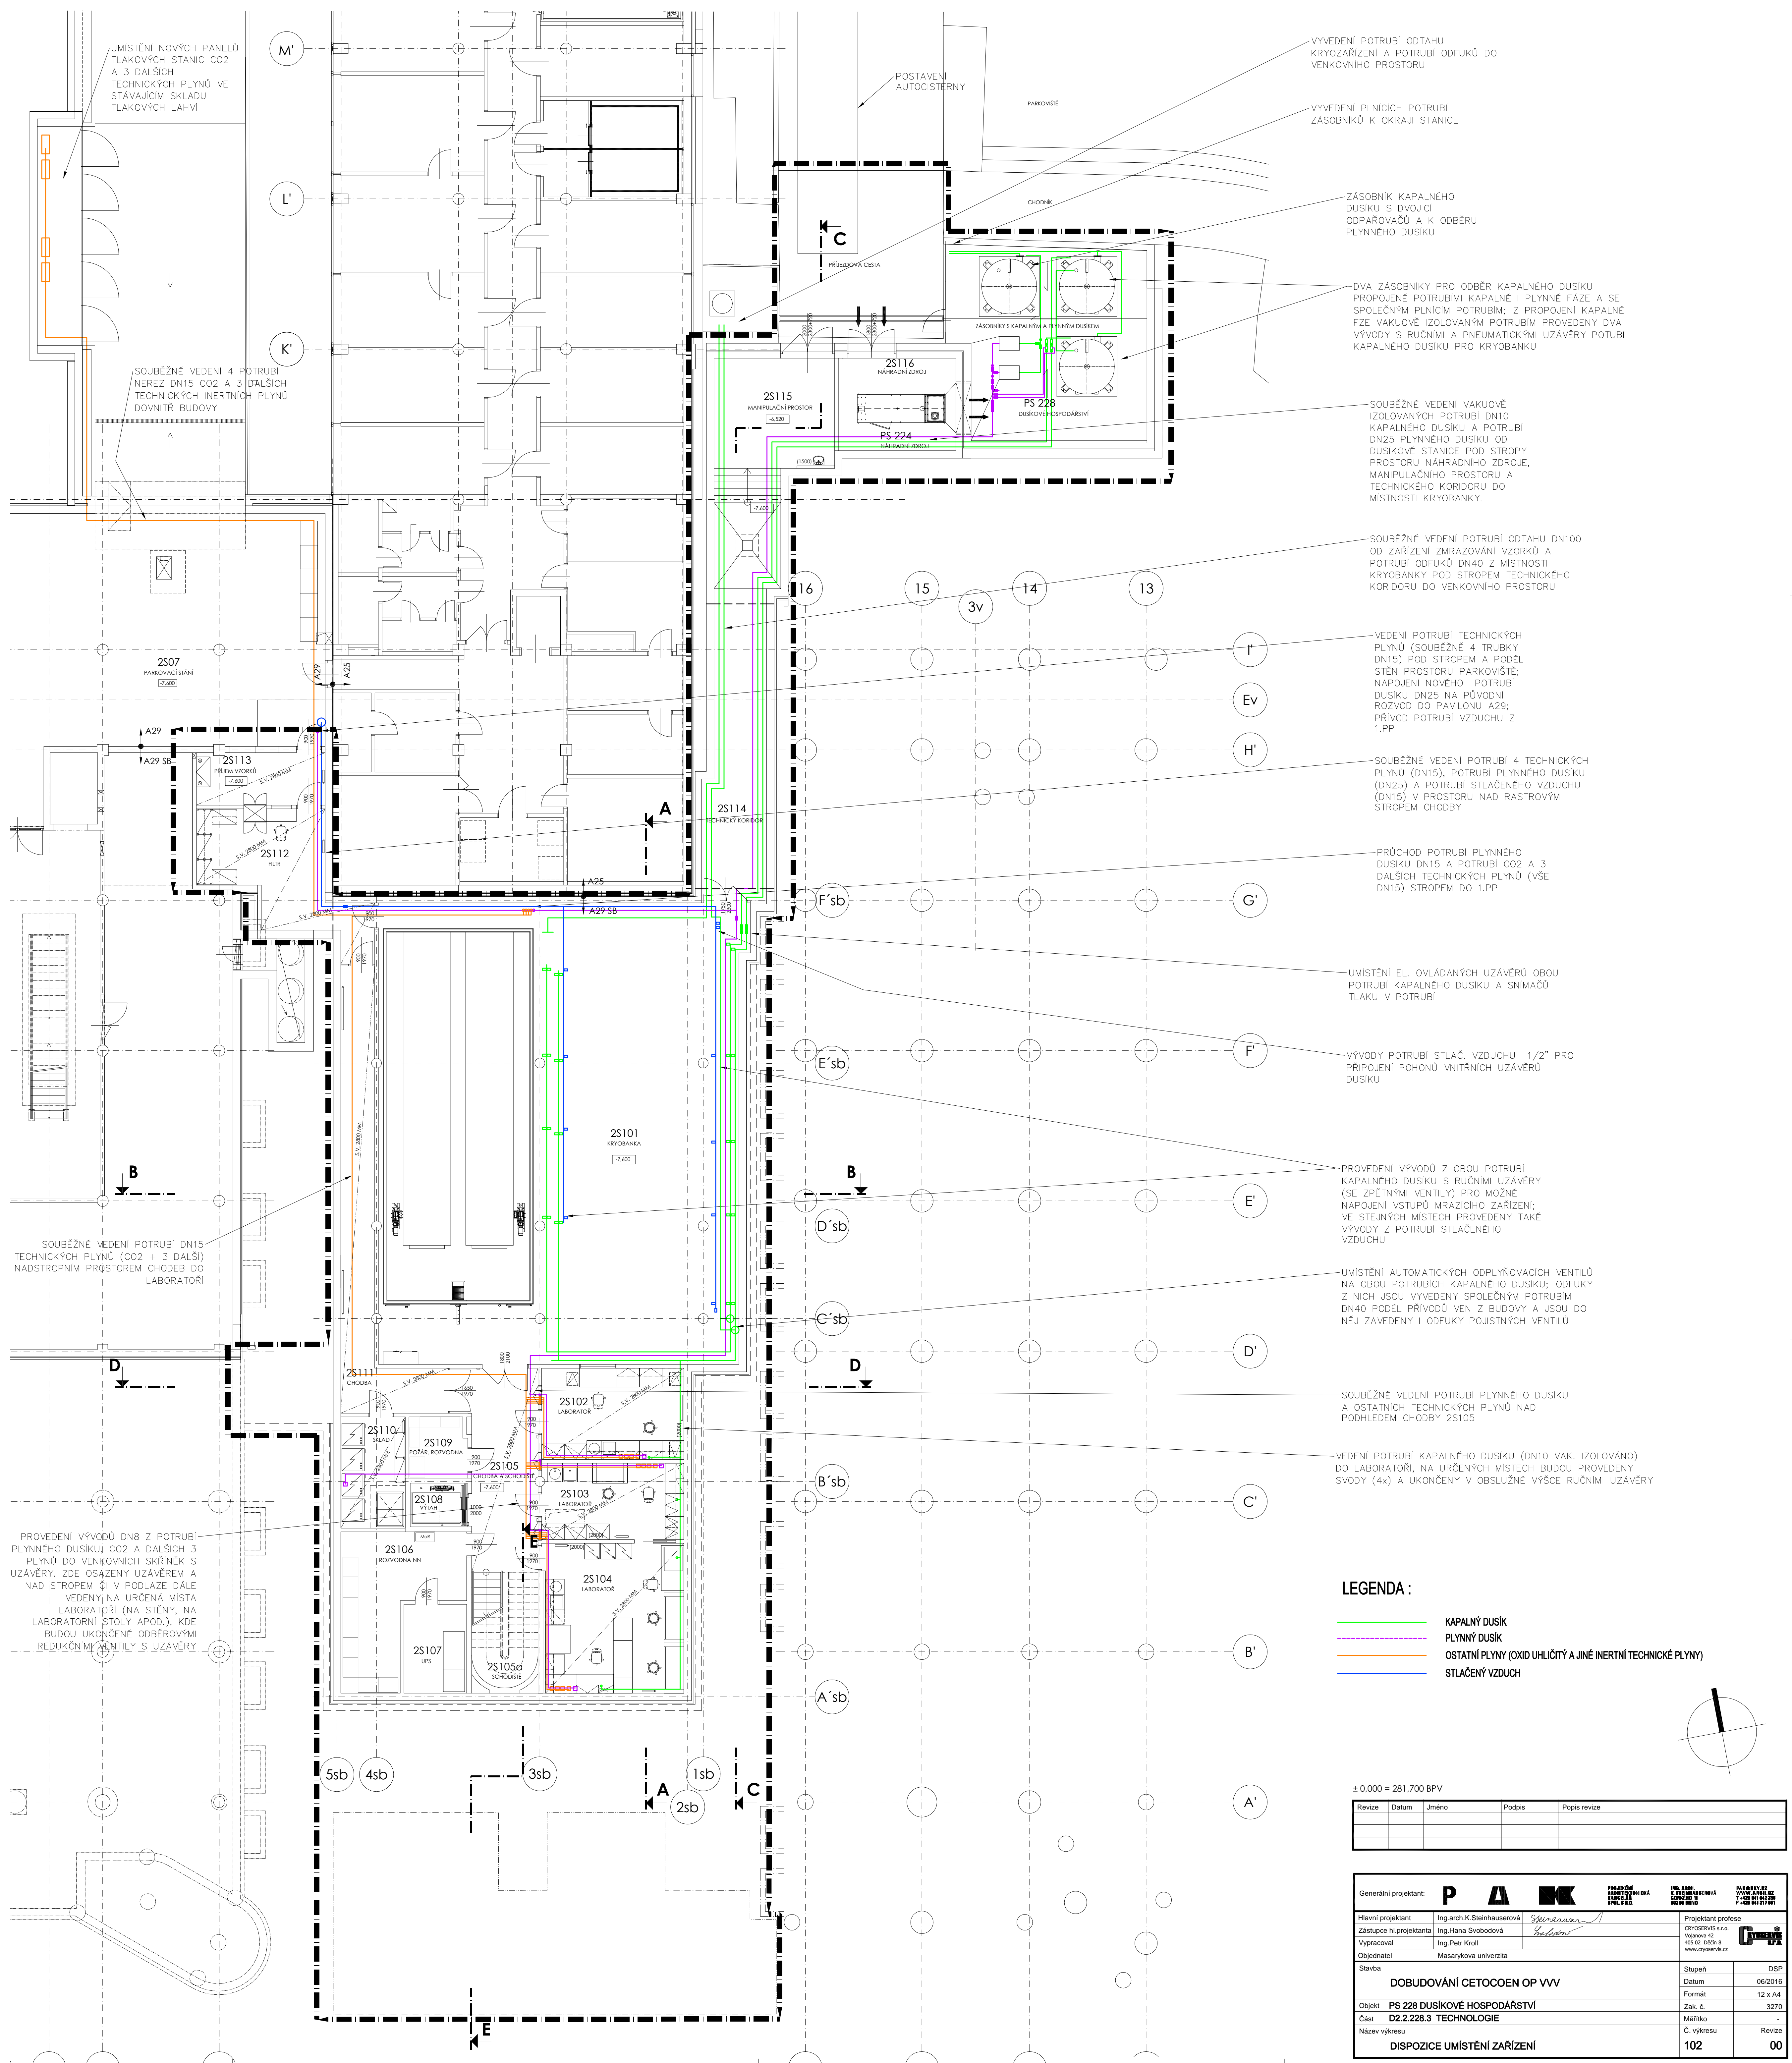 UMÍSTĚNÍ NOVÝCH PANELŮ
TLAKOVÝCH STANIC CO2
A 3 DALŠÍCH
TECHNICKÝCH PLYNŮ VE
STÁVAJÍCÍM SKLADU
TLAKOVÝCH LAHVÍ
M'
L'
K'
POSTAVENÍ
AUTOCISTERNY
PARKOVIŠTĚ
CHODNÍK
PŘÍJEZDOVÁ CESTA
C
VYVEDENÍ POTRUBÍ ODTAHU
KRYOZAŘÍZENÍ A POTRUBÍ ODFUKŮ DO
VENKOVNÍHO PROSTORU
VYVEDENÍ PLNÍCÍCH POTRUBÍ
ZÁSOBNÍKŮ K OKRAJI STANICE
ZÁSOBNÍK KAPALNÉHO
DUSÍKU S DVOJICÍ
ODPAŘOVAČŮ A K ODBĚRU
PLYNNÉHO DUSÍKU
DVA ZÁSOBNÍKY PRO ODBĚR KAPALNÉHO DUSÍKU
PROPOJENÉ POTRUBÍMI KAPALNÉ I PLYNNÉ FÁZE A SE
SPOLEČNÝM PLNÍCÍM POTRUBÍM; Z PROPOJENÍ KAPALNÉ
FZE VAKUOVĚ IZOLOVANÝM POTRUBÍM PROVEDENY DVA
VÝVODY S RUČNÍMI A PNEUMATICKÝMI UZÁVĚRY POTUBÍ
KAPALNÉHO DUSÍKU PRO KRYOBANKU
ZÁSOBNÍKY S KAPALNÝM A PLYNNÝM DUSÍKEM
2S116
NÁHRADNÍ ZDROJ
2S115
MANIPULAČNÍ PROSTOR
-6,520
PS 228
DUSÍKOVÉ HOSPODÁŘSTVÍ
PS 224
NÁHRADNÍ ZDROJ
(1500)
-7,600
SOUBĚŽNÉ VEDENÍ 4 POTRUBÍ
NEREZ DN15 CO2 A 3 DALŠÍCH
TECHNICKÝCH INERTNÍCH PLYNŮ
DOVNITŘ BUDOVY
SOUBĚŽNÉ VEDENÍ VAKUOVĚ
IZOLOVANÝCH POTRUBÍ DN10
KAPALNÉHO DUSÍKU A POTRUBÍ
DN25 PLYNNÉHO DUSÍKU OD
DUSÍKOVÉ STANICE POD STROPY
PROSTORU NÁHRADNÍHO ZDROJE,
MANIPULAČNÍHO PROSTORU A
TECHNICKÉHO KORIDORU DO
MÍSTNOSTI KRYOBANKY.
SOUBĚŽNÉ VEDENÍ POTRUBÍ ODTAHU DN100
OD ZAŘÍZENÍ ZMRAZOVÁNÍ VZORKŮ A
POTRUBÍ ODFUKŮ DN40 Z MÍSTNOSTI
KRYOBANKY POD STROPEM TECHNICKÉHO
KORIDORU DO VENKOVNÍHO PROSTORU
16
15
3v
14
13
I'
Ev
H'
G'
F'
E'
D'
C'
B'
A'
VEDENÍ POTRUBÍ TECHNICKÝCH
PLYNŮ (SOUBĚŽNĚ 4 TRUBKY
DN15) POD STROPEM A PODÉL
STĚN PROSTORU PARKOVIŠTĚ;
NAPOJENÍ NOVÉHO POTRUBÍ
DUSÍKU DN25 NA PŮVODNÍ
ROZVOD DO PAVILONU A29;
PŘÍVOD POTRUBÍ VZDUCHU Z
1.PP
SOUBĚŽNÉ VEDENÍ POTRUBÍ 4 TECHNICKÝCH
PLYNŮ (DN15), POTRUBÍ PLYNNÉHO DUSÍKU
(DN25) A POTRUBÍ STLAČENÉHO VZDUCHU
(DN15) V PROSTORU NAD RASTROVÝM
STROPEM CHODBY
PRŮCHOD POTRUBÍ PLYNNÉHO
DUSÍKU DN15 A POTRUBÍ CO2 A 3
DALŠÍCH TECHNICKÝCH PLYNŮ (VŠE
DN15) STROPEM DO 1.PP
UMÍSTĚNÍ EL. OVLÁDANÝCH UZÁVĚRŮ OBOU
POTRUBÍ KAPALNÉHO DUSÍKU A SNÍMAČŮ
TLAKU V POTRUBÍ
VÝVODY POTRUBÍ STLAČ. VZDUCHU 1/2" PRO
PŘIPOJENÍ POHONŮ VNITŘNÍCH UZÁVĚRŮ
DUSÍKU
PROVEDENÍ VÝVODŮ Z OBOU POTRUBÍ
KAPALNÉHO DUSÍKU S RUČNÍMI UZÁVĚRY
(SE ZPĚTNÝMI VENTILY) PRO MOŽNÉ
NAPOJENÍ VSTUPŮ MRAZICÍHO ZAŘÍZENÍ;
VE STEJNÝCH MÍSTECH PROVEDENY TAKÉ
VÝVODY Z POTRUBÍ STLAČENÉHO
VZDUCHU
UMÍSTĚNÍ AUTOMATICKÝCH ODPLYŇOVACÍCH VENTILŮ
NA OBOU POTRUBÍCH KAPALNÉHO DUSÍKU; ODFUKY
Z NICH JSOU VYVEDENY SPOLEČNÝM POTRUBÍM
DN40 PODÉL PŘÍVODŮ VEN Z BUDOVY A JSOU DO
NĚJ ZAVEDENY I ODFUKY POJISTNÝCH VENTILŮ
SOUBĚŽNÉ VEDENÍ POTRUBÍ PLYNNÉHO DUSÍKU
A OSTATNÍCH TECHNICKÝCH PLYNŮ NAD
PODHLEDEM CHODBY 2S105
VEDENÍ POTRUBÍ KAPALNÉHO DUSÍKU (DN10 VAK. IZOLOVÁNO)
DO LABORATOŘÍ, NA URČENÝCH MÍSTECH BUDOU PROVEDENY
SVODY (4x) A UKONČENY V OBSLUŽNÉ VÝŠCE RUČNÍMI UZÁVĚRY
2S07
PARKOVACÍ STÁNÍ
-7,600
A29
A25
A29
A29 SB
2S113
PŘÍJEM VZORKŮ
-7,600
S.V. 2800 MM
2S112
FILTR
S.V. 2800 MM
A
2S114
TECHNICKÝ KORIDOR
A25
A29 SB
F´sb
E´sb
D´sb
C´sb
B´sb
A´sb
2S101
KRYOBANKA
-7,600
B
B
D
D
SOUBĚŽNÉ VEDENÍ POTRUBÍ DN15
TECHNICKÝCH PLYNŮ (CO2 + 3 DALŠÍ)
NADSTROPNÍM PROSTOREM CHODEB DO
LABORATOŘÍ
2S111
CHODBA
2S102
LABORATOŘ
2S110
SKLAD
2S109
POŽÁR. ROZVODNA
2S105
CHODBA A SCHODIŠTĚ
-7,600
2S108
VÝTAH
2S103
LABORATOŘ
2S106
ROZVODNA NN
2S104
LABORATOŘ
2S107
UPS
2S105a
SCHODIŠTĚ
E
PROVEDENÍ VÝVODŮ DN8 Z POTRUBÍ
PLYNNÉHO DUSÍKU, CO2 A DALŠÍCH 3
PLYNŮ DO VENKOVNÍCH SKŘÍNĚK S
UZÁVĚRY. ZDE OSAZENY UZÁVĚREM A
NAD STROPEM ČI V PODLAZE DÁLE
VEDENY NA URČENÁ MÍSTA
LABORATOŘÍ (NA STĚNY, NA
LABORATORNÍ STOLY APOD.), KDE
BUDOU UKONČENÉ ODBĚROVÝMI
REDUKČNÍMI VENTILY S UZÁVĚRY
5sb
4sb
3sb
2sb
1sb
A
C
E
LEGENDA :
KAPALNÝ DUSÍK
PLYNNÝ DUSÍK
OSTATNÍ PLYNY (OXID UHLIČITÝ A JINÉ INERTNÍ TECHNICKÉ PLYNY)
STLAČENÝ VZDUCH
± 0,000 = 281,700 BPV
Revize Datum Jméno Podpis Popis revize
Generální projektant: P A K
PROJEKČNÍ
ARCHITEKTONICKÁ
KANCELÁŘ
SPOL. S R.O.
Hlavní projektant Ing.arch.K.Steinhauserová
Zástupce hl.projektanta Ing.Hana Svobodová
Vypracoval Ing.Petr Kroll
Objednatel Masarykova univerzita
Projektant profese
CRYOSERVIS s.r.o.
Vojanova 42
405 02 Děčín 8
www.cryoservis.cz
CRYOSERVIS s.r.o.
Stavba
DOBUDOVÁNÍ CETOCOEN OP VVV
Objekt PS 228 DUSÍKOVÉ HOSPODÁŘSTVÍ
Část D2.2.228.3 TECHNOLOGIE
Název výkresu
DISPOZICE UMÍSTĚNÍ ZAŘÍZENÍ
Stupeň DSP
Datum 06/2016
Formát 12 x A4
Zak. č. 3270
Měřítko -
Č. výkresu Revize
102 00